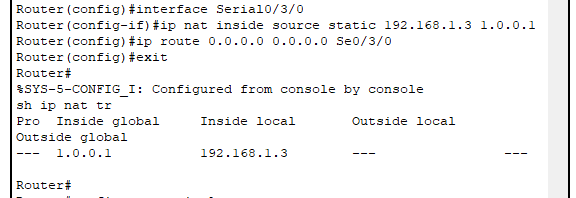 Router(config)#interface Serial0/3/0
Router(config-if)#ip nat inside source static 192.168.1.3 1.0.0.1
Router(config)#ip route 0.0.0.0 0.0.0.0 Se0/3/0
Router(config)#exit
Router#
%SYS-5-CONFIG_I: Configured from console by console
sh ip nat tr
Pro  Inside global     Inside local       Outside local
Outside global
---  1.0.0.1           192.168.1.3        ---                ---
Router#